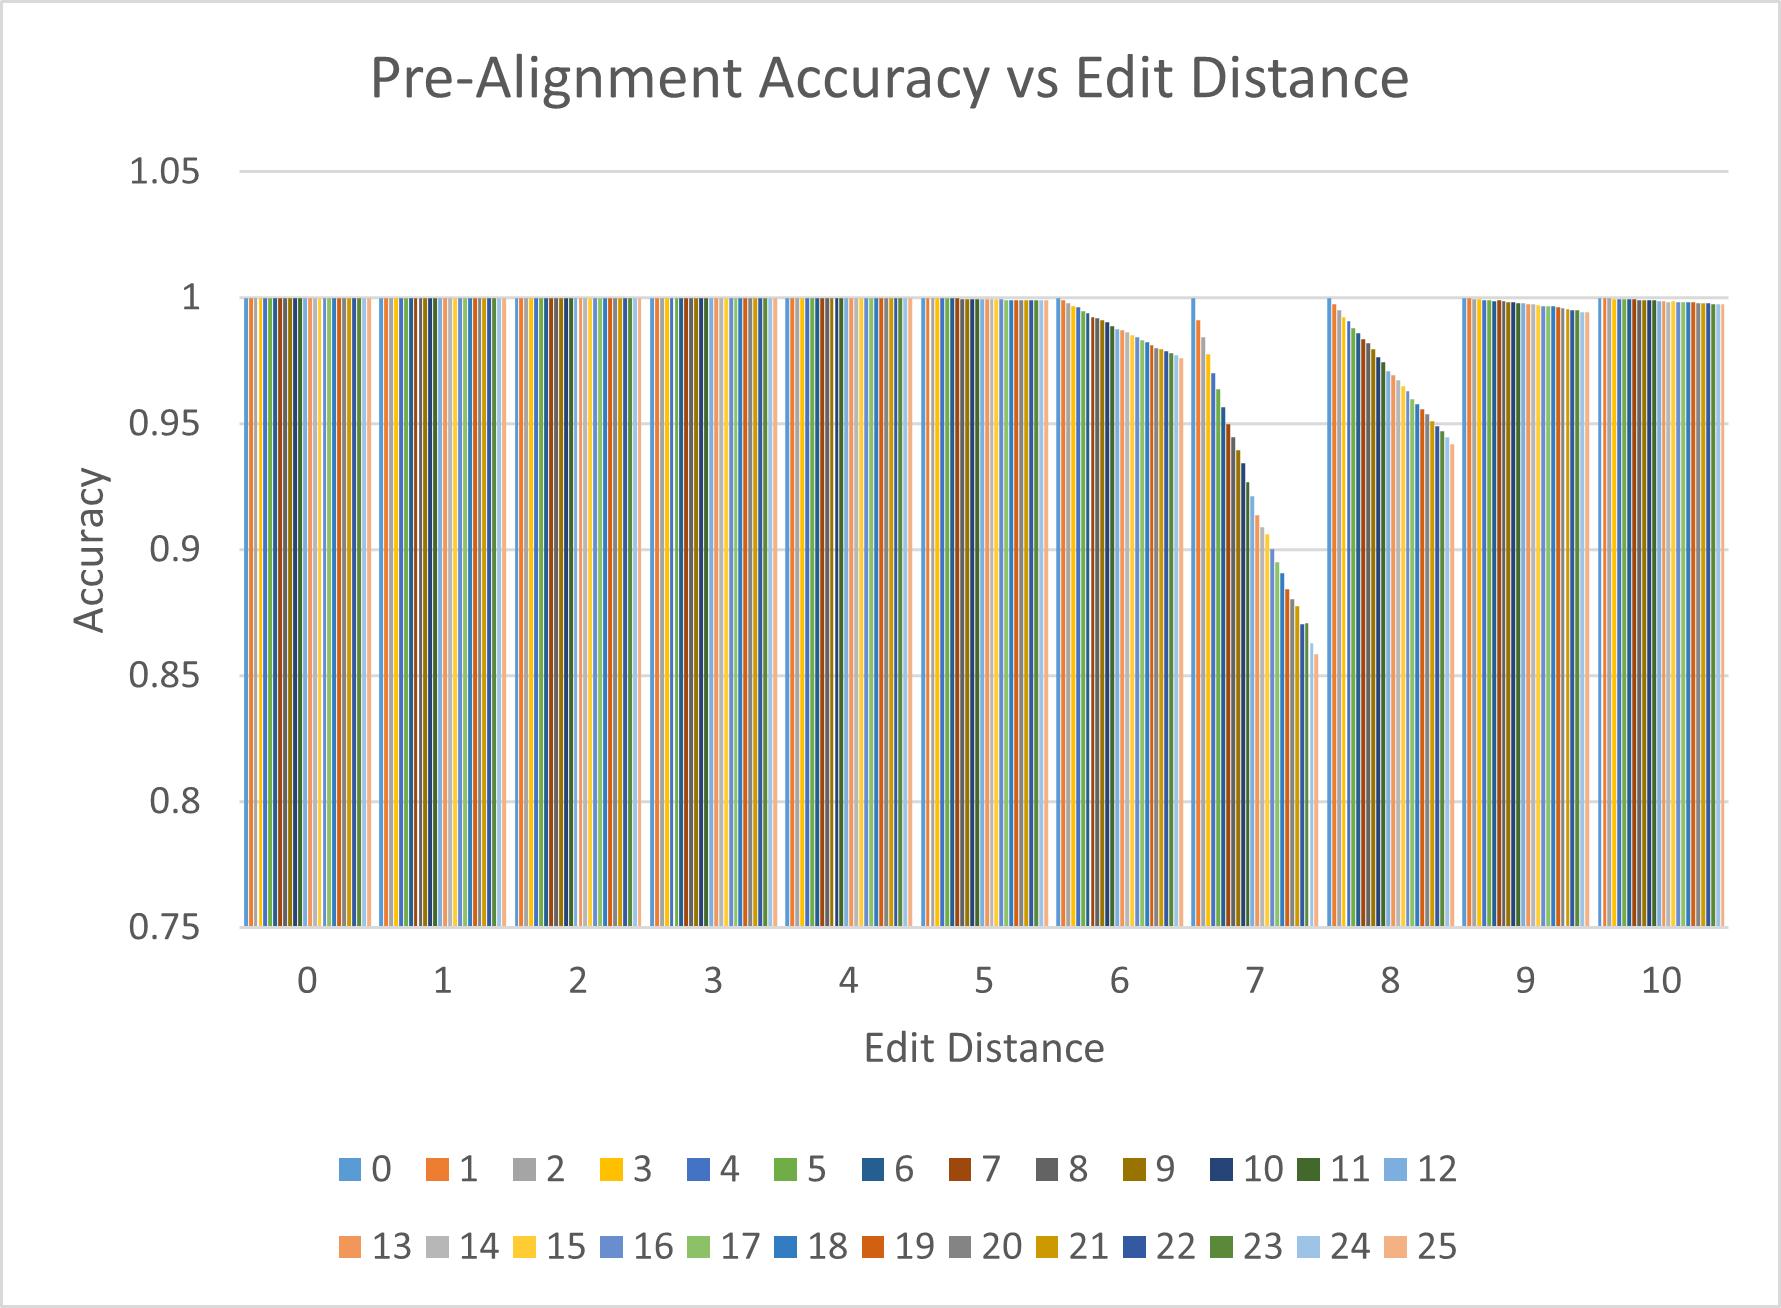 Pre-Alignment Accuracy vs Edit Distance
1.05
1
0.95
0.9
0.85
0.8
0.75
Accuracy
0 1 2 3 4 5 6 7 8 9 10
Edit Distance
0 1 2 3 4 5 6 7 8 9 10 11 12
13 14 15 16 17 18 19 20 21 22 23 24 25